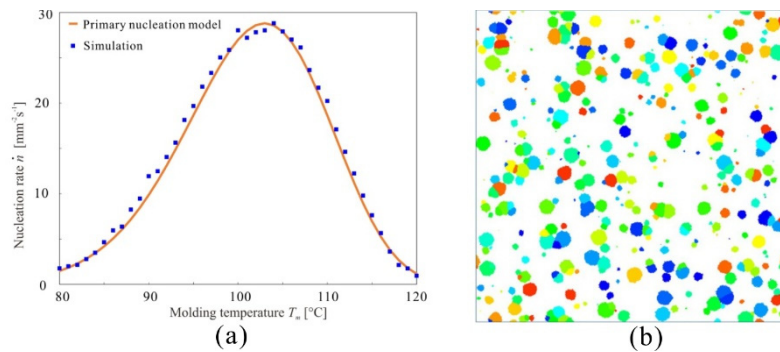 30
Primary nucleation model
Simulation
20
10
0
Nucleation rate ṅ [mm⁻²s⁻¹]
80 90 100 110 120
Molding temperature Tₘ [°C]
(a) (b)